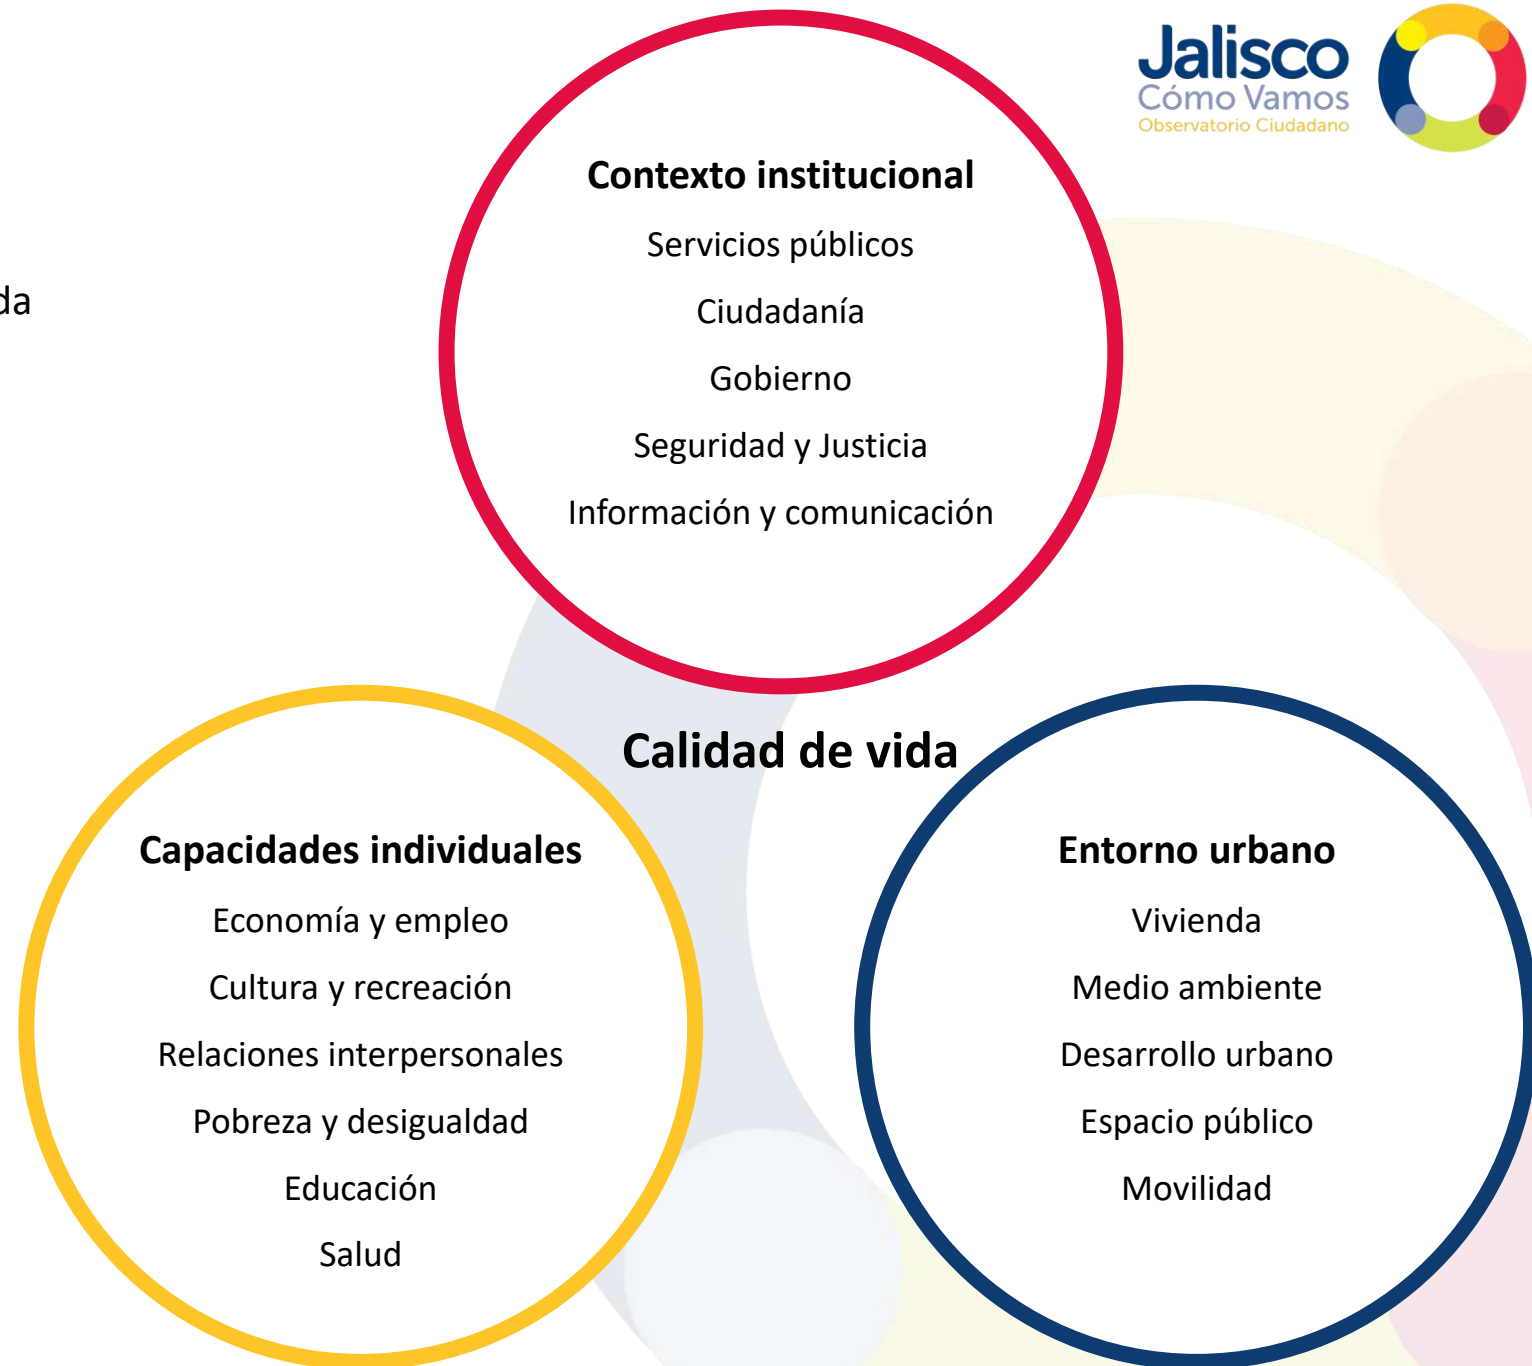 Jalisco
Cómo Vamos
Observatorio Ciudadano
Contexto institucional
Servicios públicos
Ciudadanía
Gobierno
Seguridad y Justicia
Información y comunicación
da
Calidad de vida
Capacidades individuales
Economía y empleo
Cultura y recreación
Relaciones interpersonales
Pobreza y desigualdad
Educación
Salud
Entorno urbano
Vivienda
Medio ambiente
Desarrollo urbano
Espacio público
Movilidad